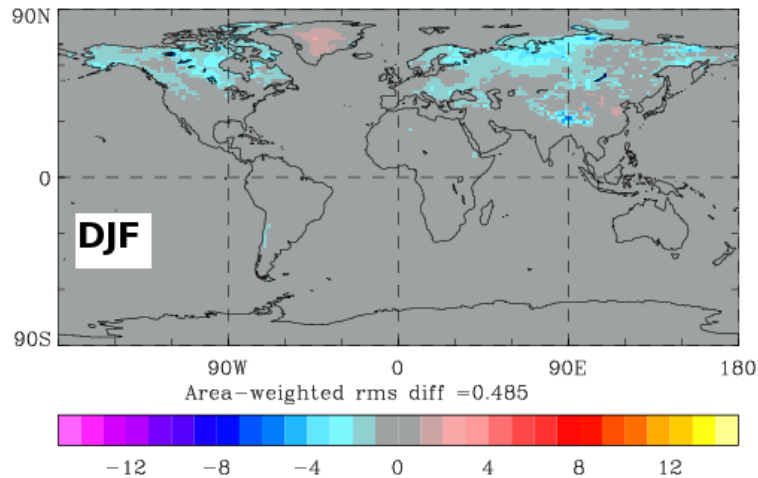 90N
0
DJF
90S
90W 0 90E 180
Area-weighted rms diff =0.485
−12 −8 −4 0 4 8 12